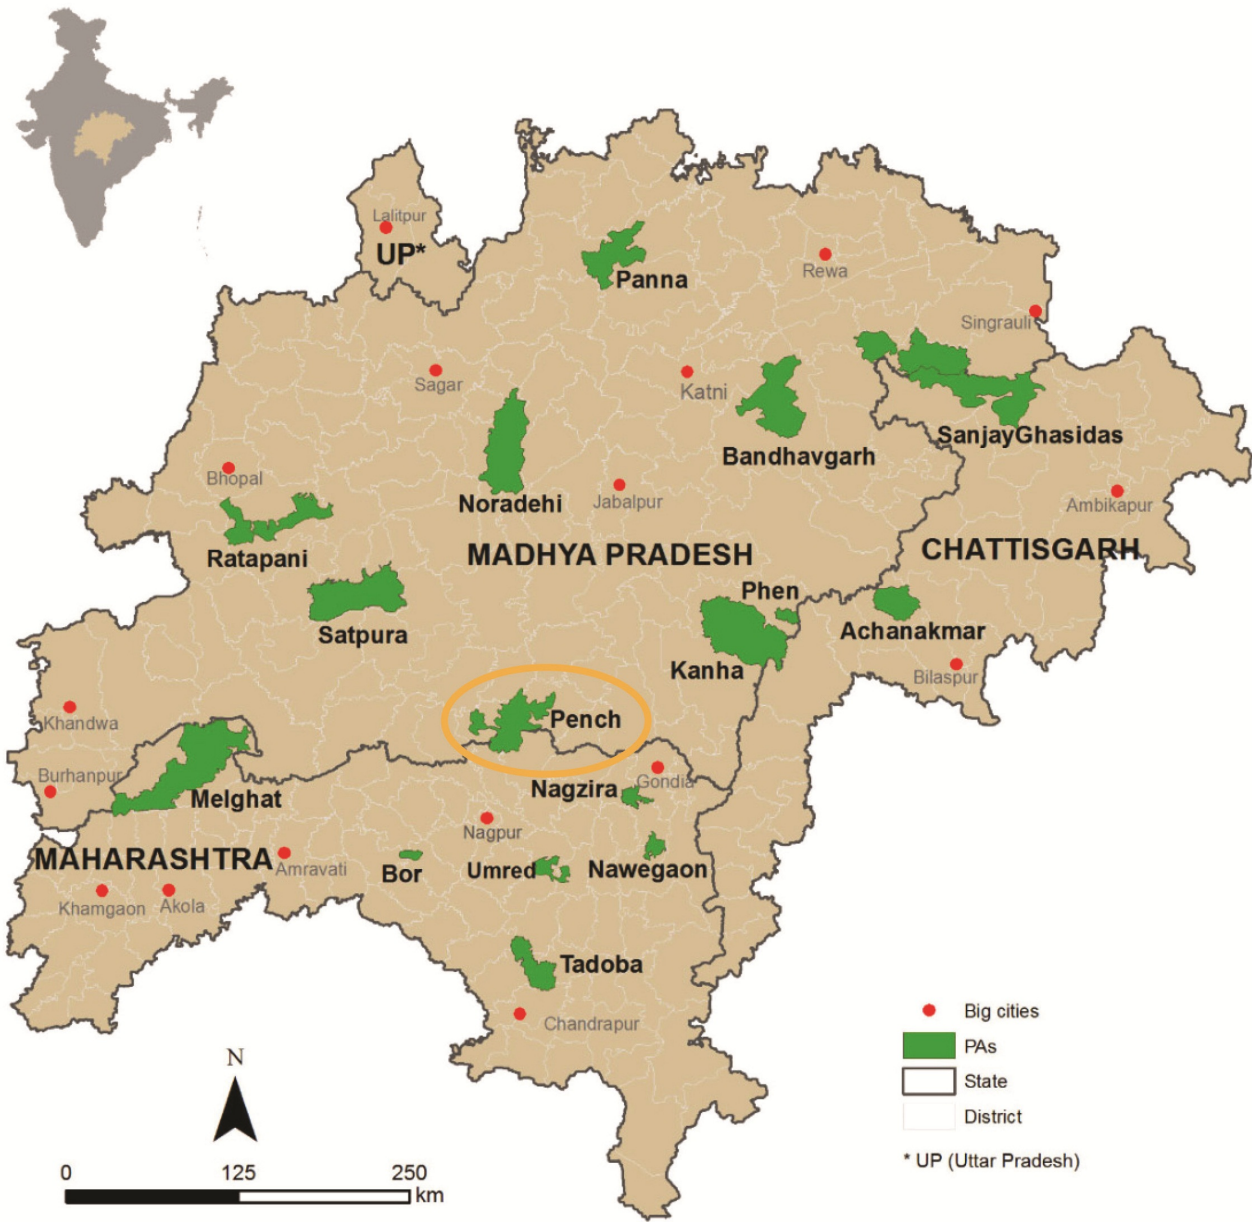 Lalitpur
UP*
Panna
Rewa
Singrauli
Sagar
Katni
SanjayGhasidas
Bandhavgarh
Bhopal
Noradehi
Jabalpur
Ambikapur
Ratapani
MADHYA PRADESH
CHATTISGARH
Phen
Satpura
Achanakmar
Kanha
Bilaspur
Khandwa
Pench
Burhanpur
Gondia
Melghat
Nagzira
Nagpur
MAHARASHTRA
Amravati
Bor
Umred
Nawegaon
Khamgaon
Akola
Tadoba
Chandrapur
Big cities
PAs
State
District
* UP (Uttar Pradesh)
N
0 125 250
km